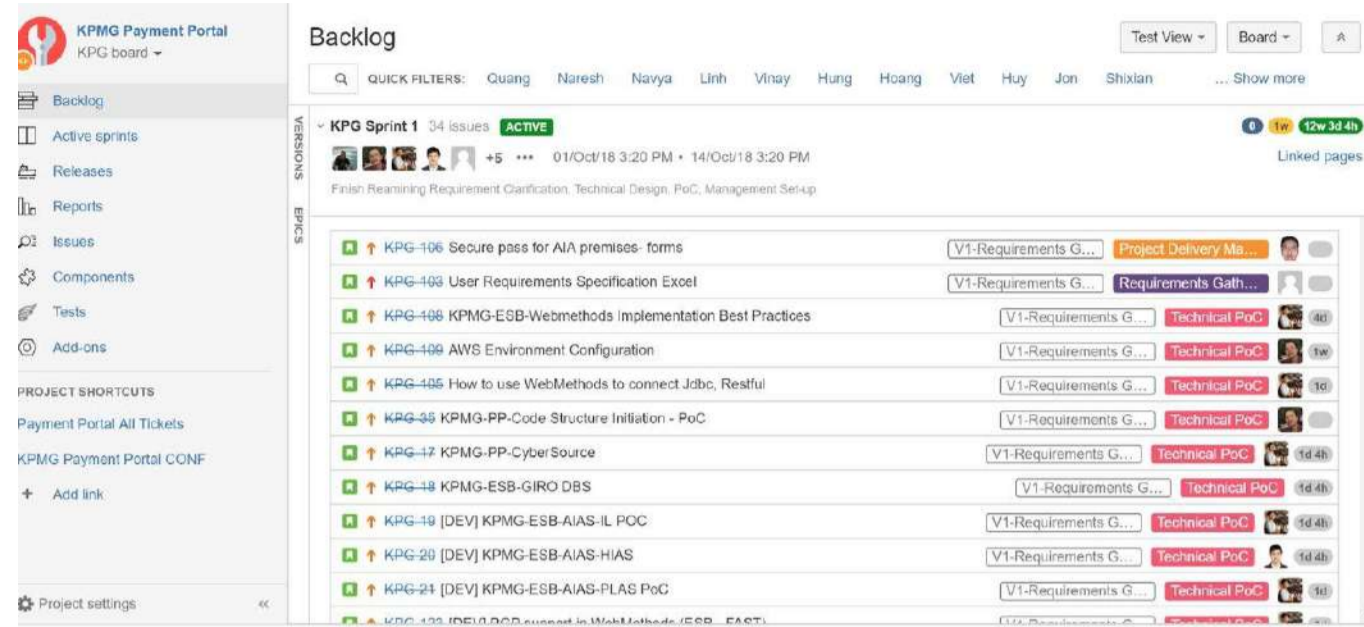 KPMG Payment Portal
KPG board
Backlog
Active sprints
Releases
Reports
Issues
Components
Tests
Add-ons
PROJECT SHORTCUTS
Payment Portal All Tickets
KPMG Payment Portal CONF
+ Add link
Project settings
Backlog
Test View Board
QUICK FILTERS: Quang Naresh Navya Linh Vinay Hung Hoang Viet Huy Jon Shixian ... Show more
VERSIONS
EPICS
KPG Sprint 1 34 issues ACTIVE 0 1w 12w 3d 4h
+5 ••• 01/Oct/18 3:20 PM • 14/Oct/18 3:20 PM Linked pages
Finish Reamining Requirement Clarification, Technical Design, PoC, Management Set-up
KPG-106 Secure pass for AIA premises- forms V1-Requirements G... Project Delivery Ma...
KPG-103 User Requirements Specification Excel V1-Requirements G... Requirements Gath...
KPG-108 KPMG-ESB-Webmethods Implementation Best Practices V1-Requirements G... Technical PoC 4d
KPG-109 AWS Environment Configuration V1-Requirements G... Technical PoC 1w
KPG-105 How to use WebMethods to connect Jdbc, Restful V1-Requirements G... Technical PoC 1d
KPG-35 KPMG-PP-Code Structure Initiation - PoC V1-Requirements G... Technical PoC
KPG-17 KPMG-PP-CyberSource V1-Requirements G... Technical PoC 1d 4h
KPG-18 KPMG-ESB-GIRO DBS V1-Requirements G... Technical PoC 1d 4h
KPG-19 [DEV] KPMG-ESB-AIAS-IL POC V1-Requirements G... Technical PoC 1d 4h
KPG-20 [DEV] KPMG-ESB-AIAS-HIAS V1-Requirements G... Technical PoC 1d 4h
KPG-21 [DEV] KPMG-ESB-AIAS-PLAS PoC V1-Requirements G... Technical PoC 1d
[DEV] PGP support in WebMethods (ESB - FAST) V1-Requirements G... Technical PoC